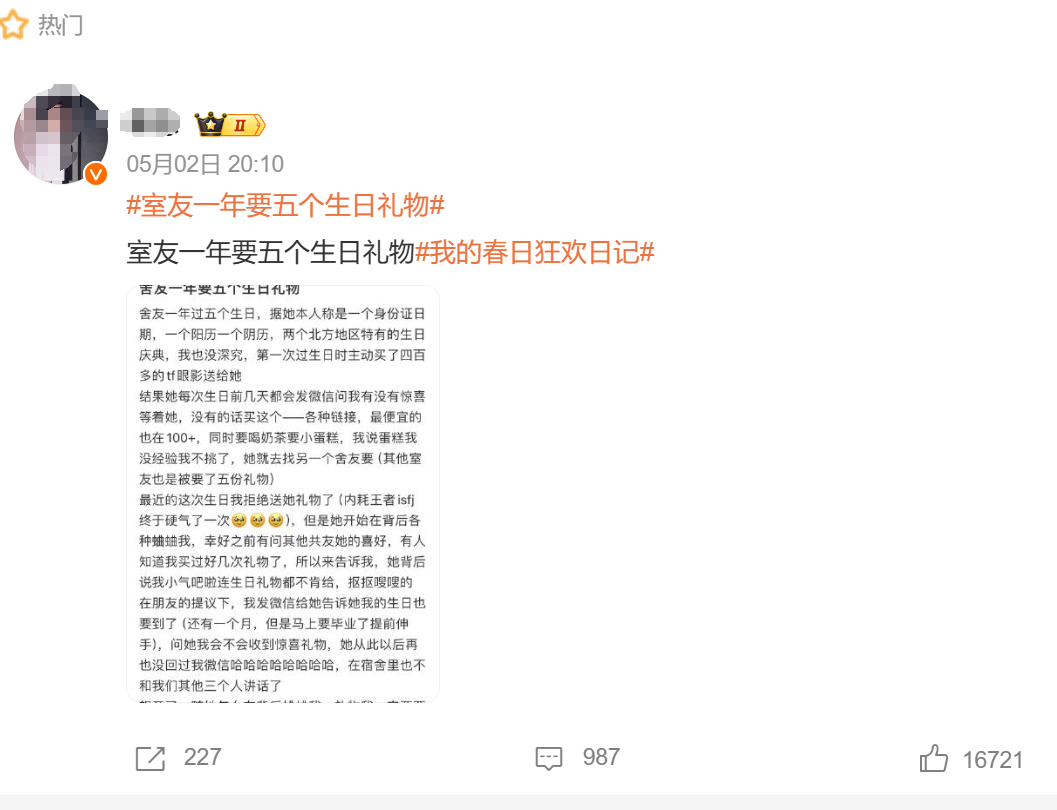 热门
II
05月02日 20:10
#室友一年要五个生日礼物#
室友一年要五个生日礼物#我的春日狂欢日记#
舍友一年要五个生日礼物
舍友一年过五个生日，据她本人称是一个身份证日
期，一个阳历一个阴历，两个北方地区特有的生日
庆典，我也没深究，第一次过生日时主动买了四百
多的tf眼影送给她
结果她每次生日前几天都会发微信问我有没有惊喜
等着她，没有的话买这个——各种链接，最便宜的
也在100+，同时要喝奶茶要小蛋糕，我说蛋糕我
没经验我不挑了，她就去找另一个舍友要（其他室
友也是被要了五份礼物）
最近的这次生日我拒绝送她礼物了（内耗王者isfj
终于硬气了一次🥹🥹🥹），但是她开始在背后各
种蛐蛐我，幸好之前有问其他共友她的喜好，有人
知道我买过好几次礼物了，所以来告诉我，她背后
说我小气吧啦连生日礼物都不肯给，抠抠嗖嗖的
在朋友的提议下，我发微信给她告诉她我的生日也
要到了（还有一个月，但是马上要毕业了提前伸
手），问她我会不会收到惊喜礼物，她从此以后再
也没回过我微信哈哈哈哈哈哈哈哈，在宿舍里也不
和我们其他三个人讲话了
227
987
16721